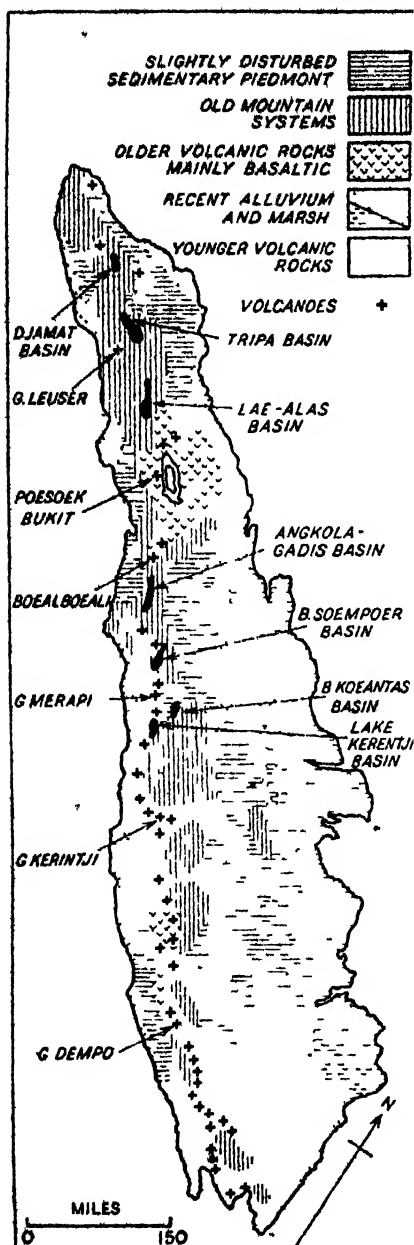 SLIGHTLY DISTURBED
SEDIMENTARY PIEDMONT
OLD MOUNTAIN
SYSTEMS
OLDER VOLCANIC ROCKS
MAINLY BASALTIC
RECENT ALLUVIUM
AND MARSH
YOUNGER VOLCANIC
ROCKS
VOLCANOES +
DJAMAT
BASIN
TRIPA BASIN
G. LEUSER
LAE-ALAS
BASIN
POESOEK
BUKIT
ANGKOLA-
GADIS BASIN
BOEALBOEALI
B. SOEMPOER
BASIN
G MERAPI
B KOEANTAS
BASIN
LAKE
KERENTJI
BASIN
G KERINTJI
G DEMPO
N
MILES
0 150